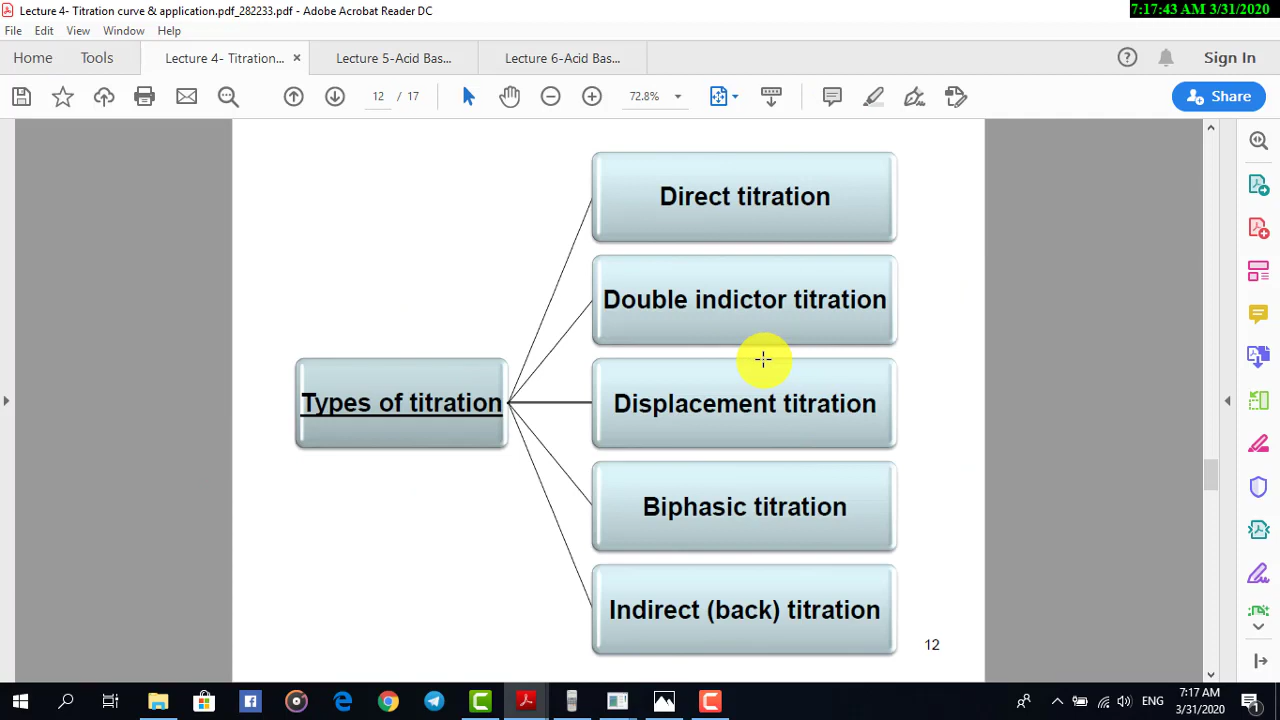 Lecture 4- Titration curve & application.pdf_282233.pdf - Adobe Acrobat Reader DC
7:17:43 AM 3/31/2020
File Edit View Window Help
Home Tools Lecture 4- Titration... × Lecture 5-Acid Bas... Lecture 6-Acid Bas... Sign In
12 / 17 72.8% Share
Direct titration
Double indictor titration
Types of titration
Displacement titration
Biphasic titration
Indirect (back) titration
12
ENG 7:17 AM
3/31/2020